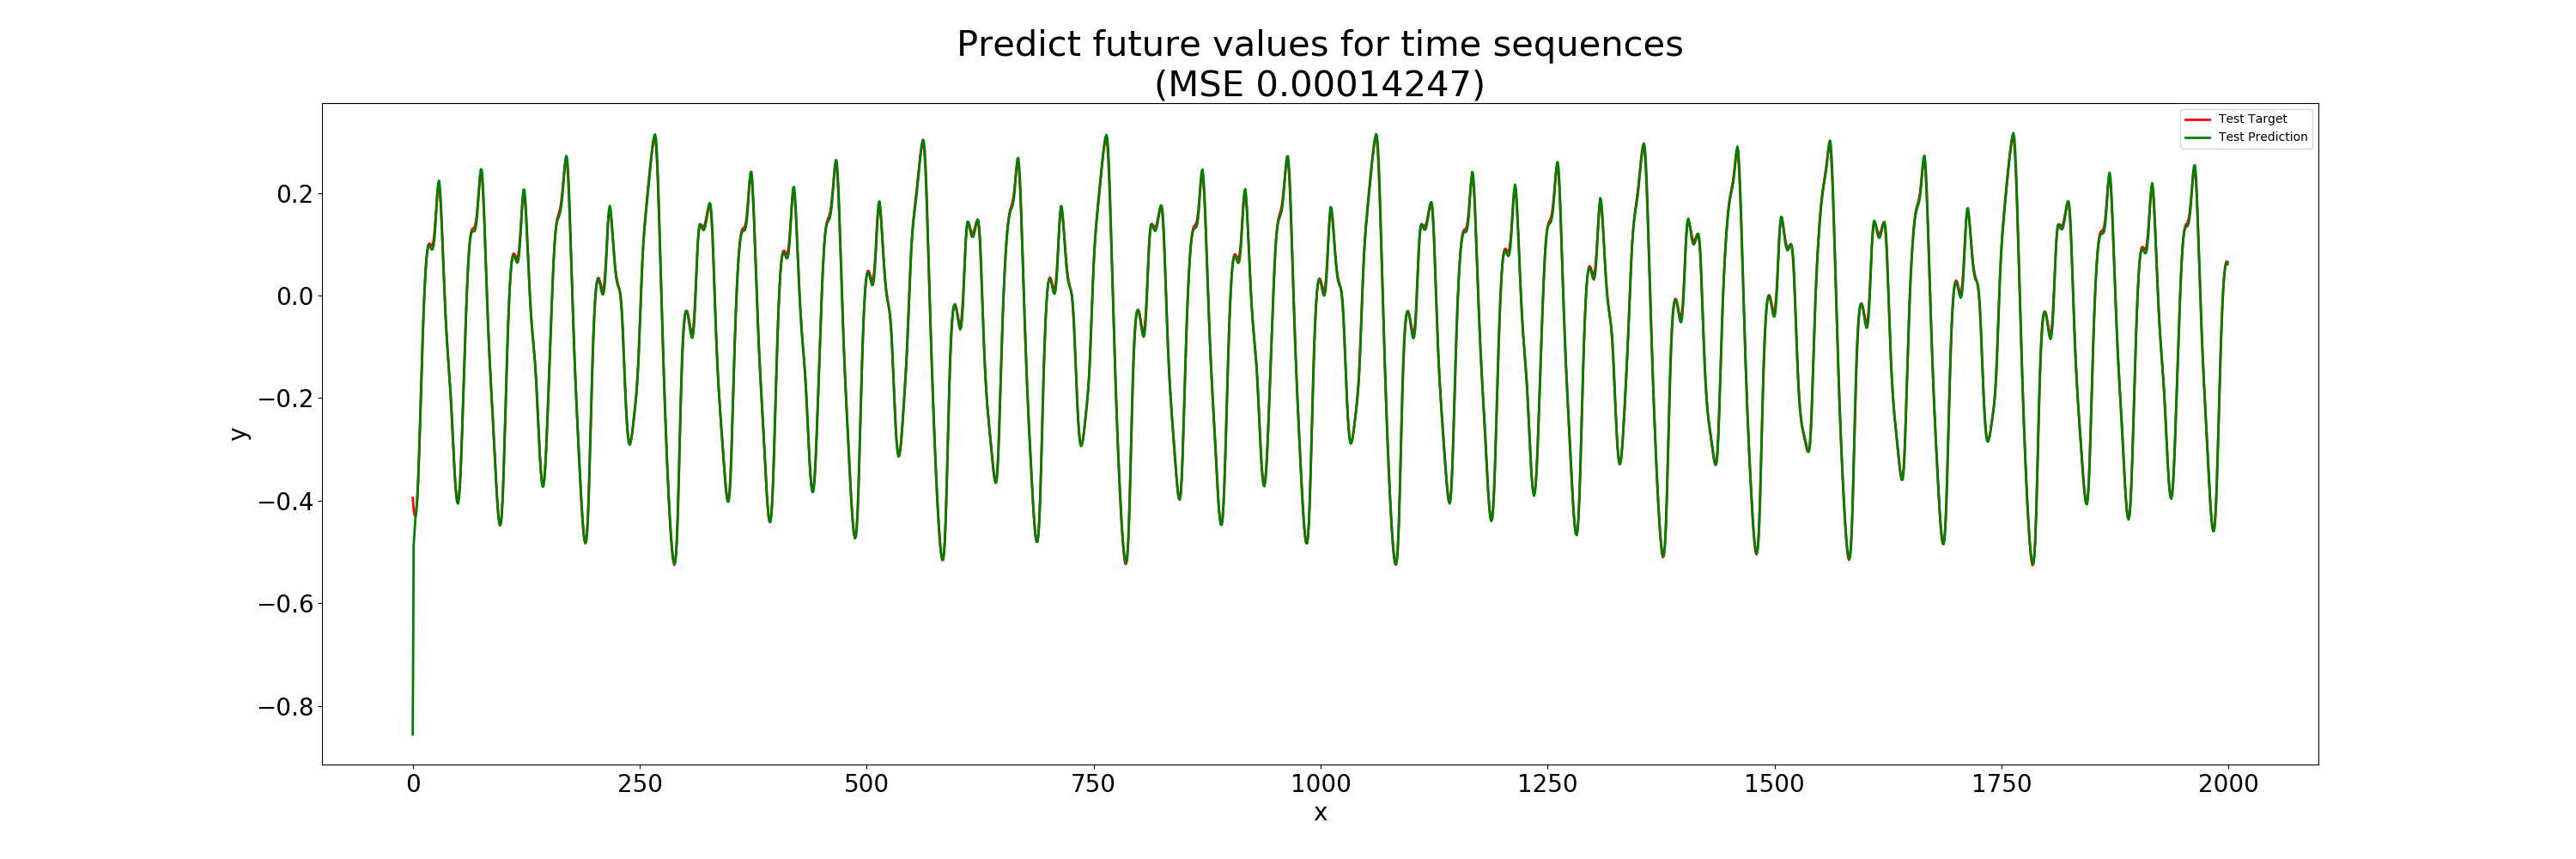 Predict future values for time sequences
(MSE 0.00014247)
Test Target
Test Prediction
y
0.2
0.0
−0.2
−0.4
−0.6
−0.8
0 250 500 750 1000 1250 1500 1750 2000
x